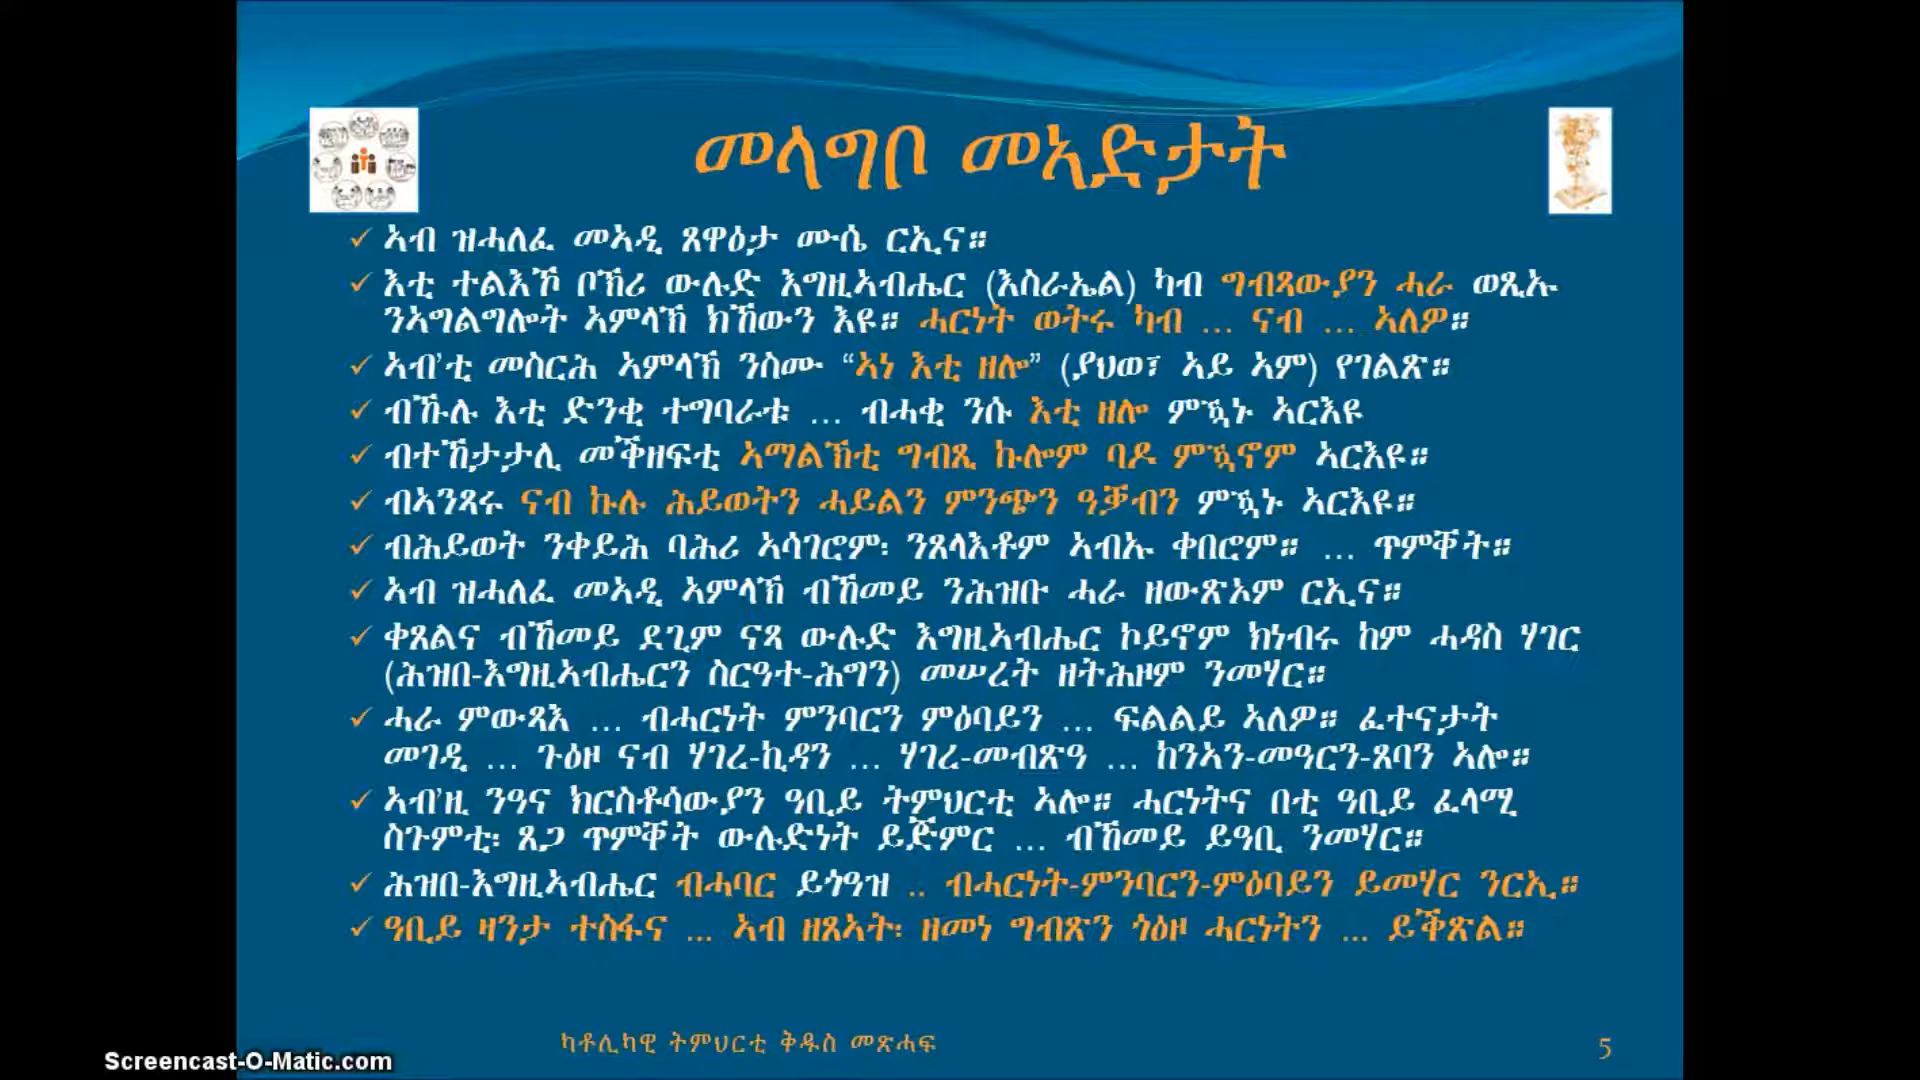 መላግቦ መኣድታት
ኣብ ዝሓለፈ መኣዲ ጸዋዕታ ሙሴ ርኢና።
እቲ ተልእኾ ቦኽሪ ውሉድ እግዚኣብሔር (እስራኤል) ካብ ግብጻውያን ሓራ ወጺኡ
ንኣግልግሎት ኣምላኽ ክኸውን እዩ። ሓርነት ወትሩ ካብ ... ናብ ... ኣለዎ።
ኣብ’ቲ መስርሕ ኣምላኽ ንስሙ “ኣነ እቲ ዘሎ” (ያህወ፣ ኣይ ኣም) የገልጽ።
ብኹሉ እቲ ድንቂ ተግባራቱ ... ብሓቂ ንሱ እቲ ዘሎ ምዃኑ ኣርእዩ
ብተኸታታሊ መቕዘፍቲ ኣማልኽቲ ግብጺ ኩሎም ባዶ ምዃኖም ኣርእዩ።
ብኣንጻሩ ናብ ኩሉ ሕይወትን ሓይልን ምንጭን ዓቓብን ምዃኑ ኣርእዩ።
ብሕይወት ንቀይሕ ባሕሪ ኣሳገሮም፡ ንጸላእቶም ኣብኡ ቀበሮም። ... ጥምቐት።
ኣብ ዝሓለፈ መኣዲ ኣምላኽ ብኸመይ ንሕዝቡ ሓራ ዘውጽኦም ርኢና።
ቀጸልና ብኸመይ ደጊም ናጻ ውሉድ እግዚኣብሔር ኮይኖም ክነብሩ ከም ሓዳስ ሃገር
(ሕዝበ-እግዚኣብሔርን ስርዓተ-ሕግን) መሠረት ዘትሕዞም ንመሃር።
ሓራ ምውጻእ ... ብሓርነት ምንባርን ምዕባይን ... ፍልልይ ኣለዎ። ፈተናታት
መገዲ ... ጉዕዞ ናብ ሃገረ-ኪዳን ... ሃገረ-መብጽዓ ... ከንኣን-መዓርን-ጸባን ኣሎ።
ኣብ’ዚ ንዓና ክርስቶሳውያን ዓቢይ ትምህርቲ ኣሎ። ሓርነትና በቲ ዓቢይ ፈላሚ
ስጉምቲ፡ ጸጋ ጥምቐት ውሉድነት ይጅምር ... ብኸመይ ይዓቢ ንመሃር።
ሕዝበ-እግዚኣብሔር ብሓባር ይጎዓዝ .. ብሓርነት-ምንባርን-ምዕባይን ይመሃር ንርኢ።
ዓቢይ ዛንታ ተስፋና ... ኣብ ዘጸኣት፡ ዘመነ ግብጽን ጎዕዞ ሓርነትን ... ይቕጽል።
ካቶሊካዊ ትምህርቲ ቅዱስ መጽሓፍ
5
Screencast-O-Matic.com